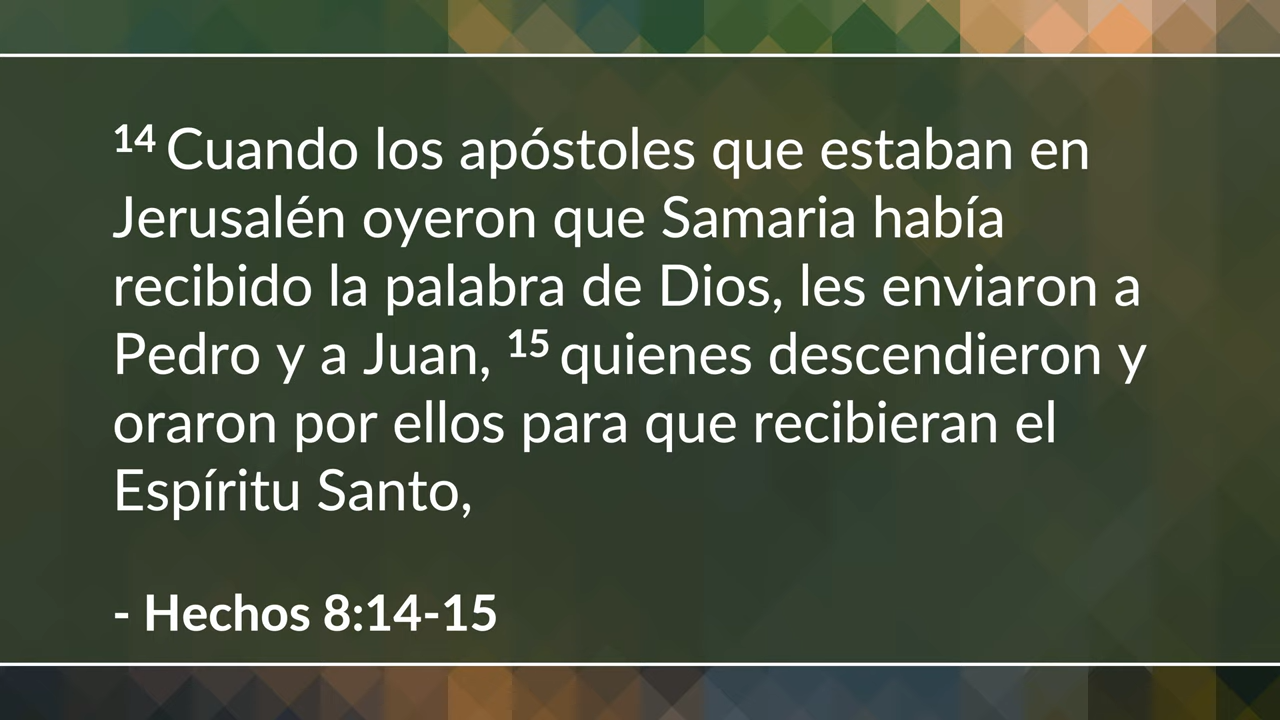 14 Cuando los apóstoles que estaban en
Jerusalén oyeron que Samaria había
recibido la palabra de Dios, les enviaron a
Pedro y a Juan, 15 quienes descendieron y
oraron por ellos para que recibieran el
Espíritu Santo,
- Hechos 8:14-15